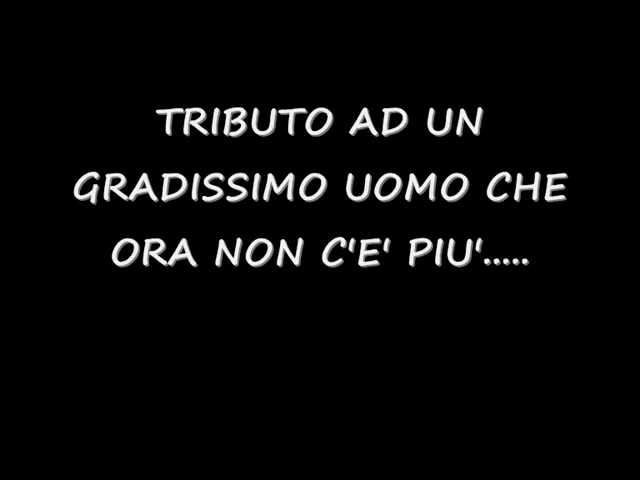 TRIBUTO AD UN
GRADISSIMO UOMO CHE
ORA NON C'E' PIU'.....